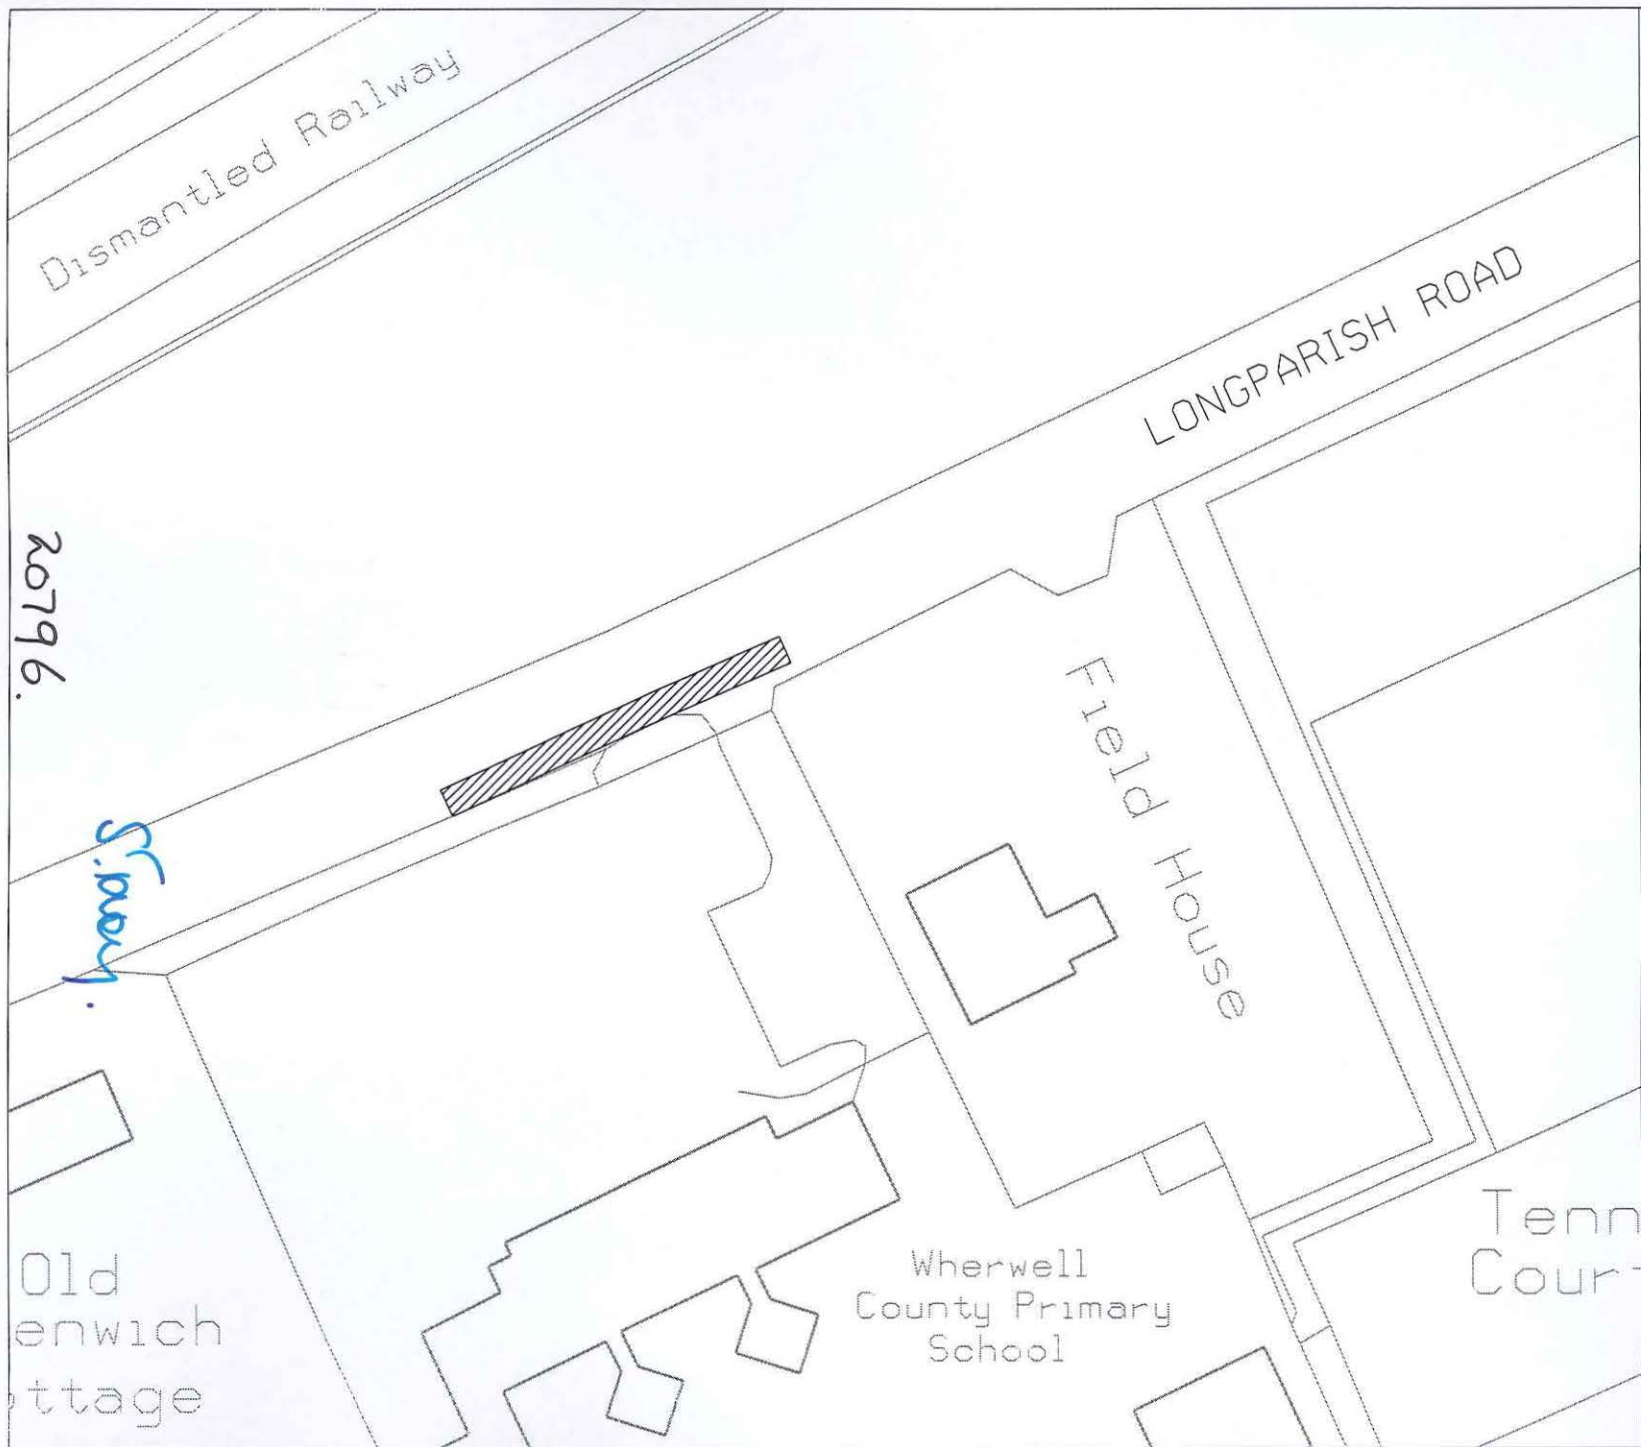 Dismantled Railway
LONGPARISH ROAD
20796.
Field House
Old
enwich
ttage
Wherwell
County Primary
School
Tenn
Cour